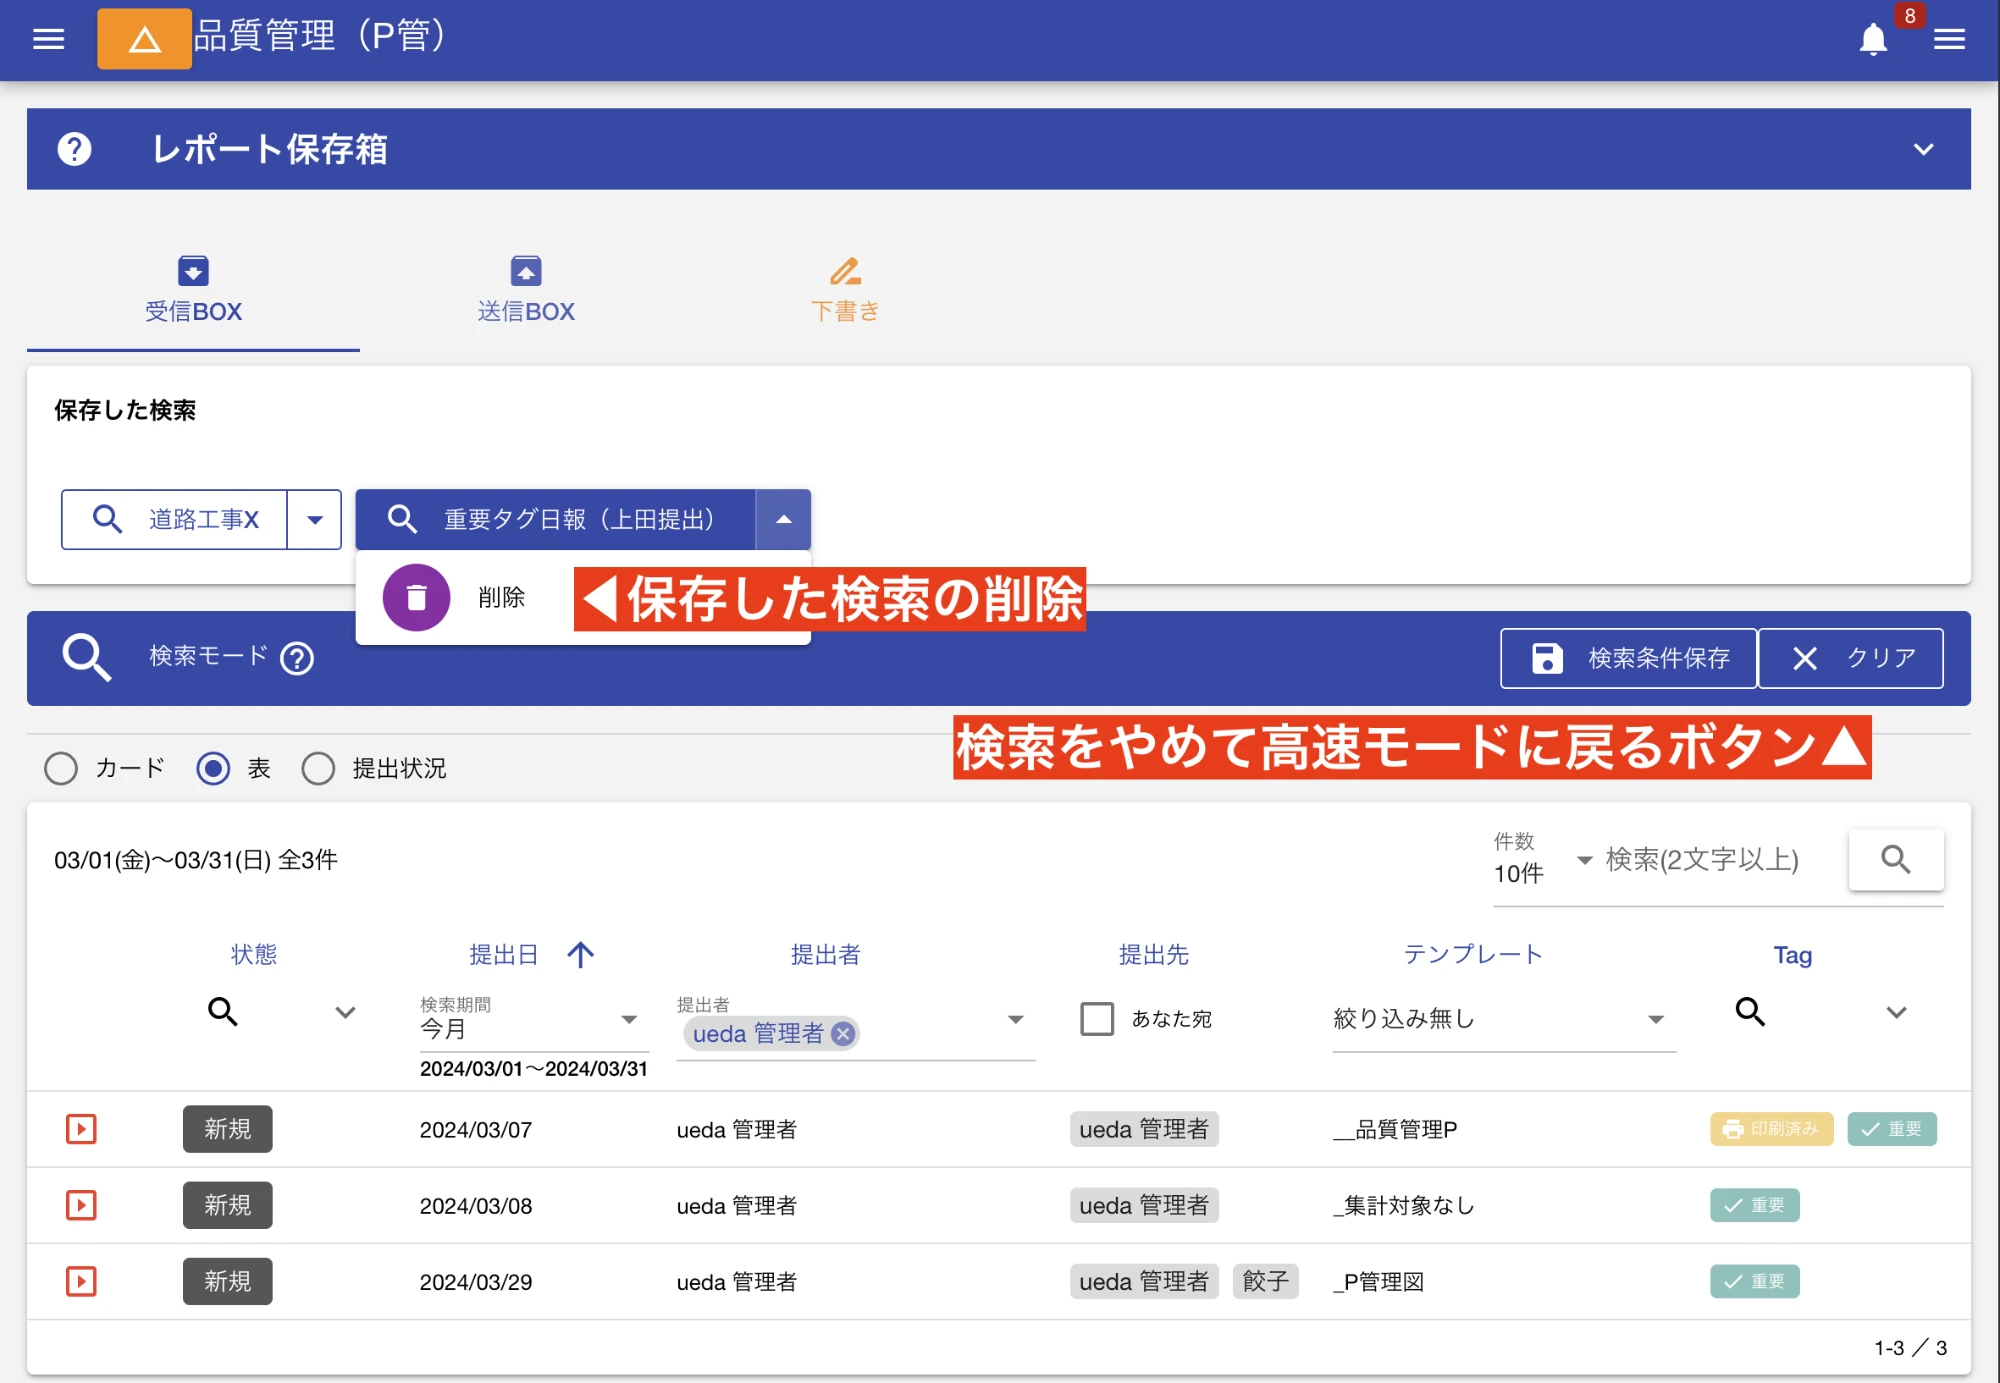 品質管理（P管）
8
レポート保存箱
受信BOX
送信BOX
下書き
保存した検索
道路工事X
重要タグ日報（上田提出）
削除
◀保存した検索の削除
検索モード
検索条件保存
クリア
検索をやめて高速モードに戻るボタン▲
カード
表
提出状況
03/01(金)～03/31(日) 全3件
件数
10件
検索(2文字以上)
状態 提出日 提出者 提出先 テンプレート Tag
検索期間
今月
2024/03/01～2024/03/31
提出者
ueda 管理者
あなた宛
絞り込み無し
新規 2024/03/07 ueda 管理者 ueda 管理者 __品質管理P 印刷済み 重要
新規 2024/03/08 ueda 管理者 ueda 管理者 _集計対象なし 重要
新規 2024/03/29 ueda 管理者 ueda 管理者 餃子 _P管理図 重要
1-3 ／ 3